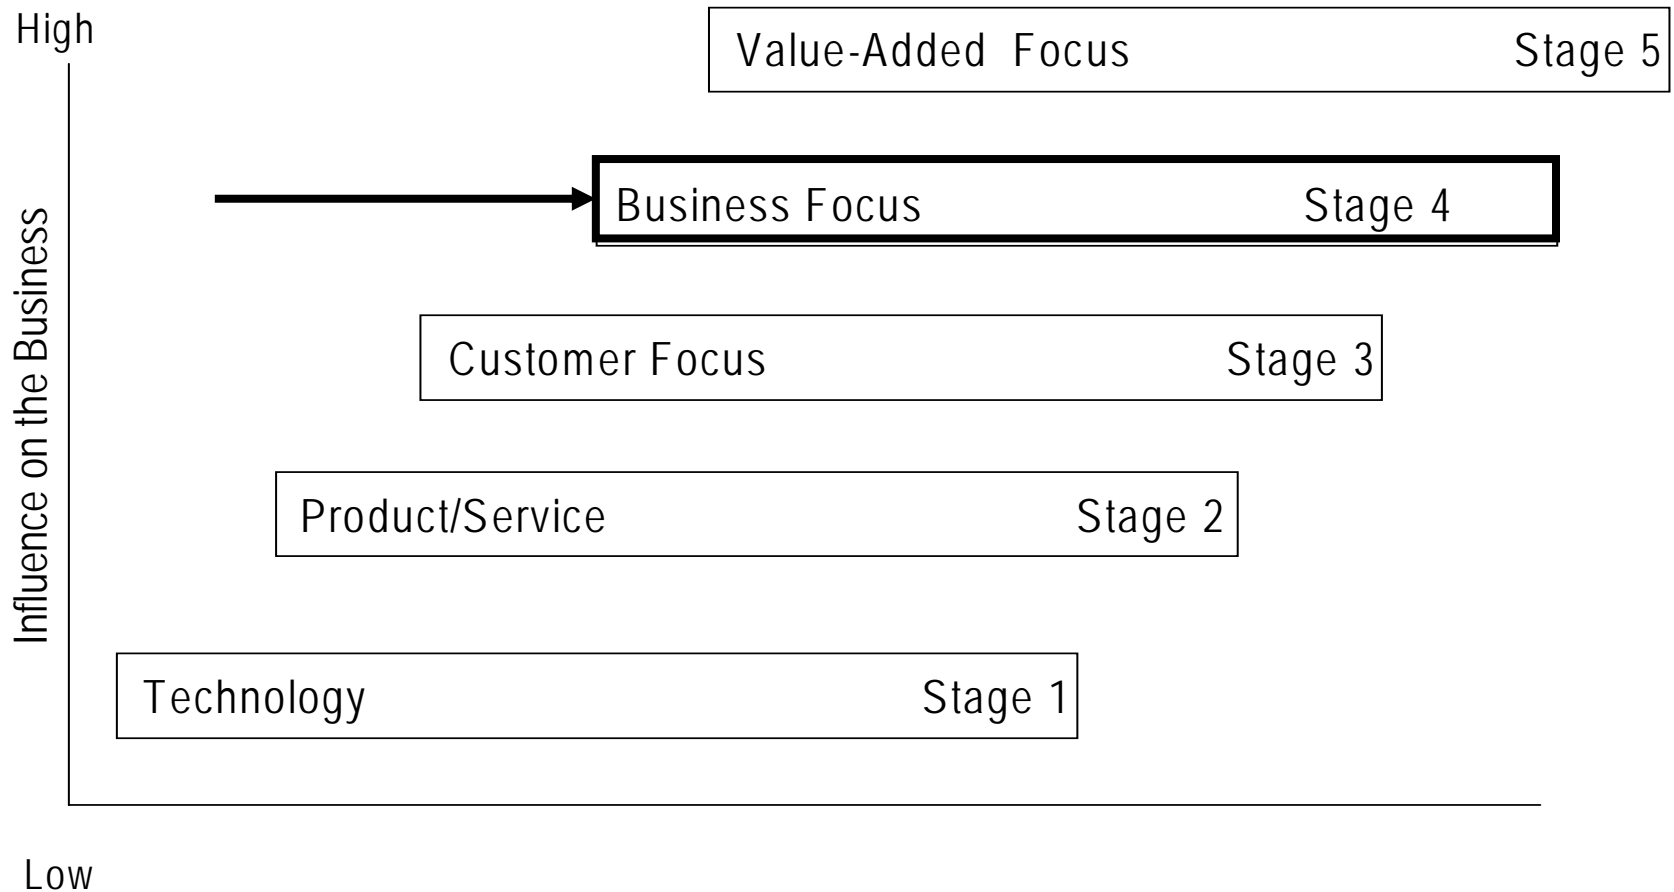 High
Value-Added Focus Stage 5
Business Focus Stage 4
Influence on the Business
Customer Focus Stage 3
Product/Service Stage 2
Technology Stage 1
Low